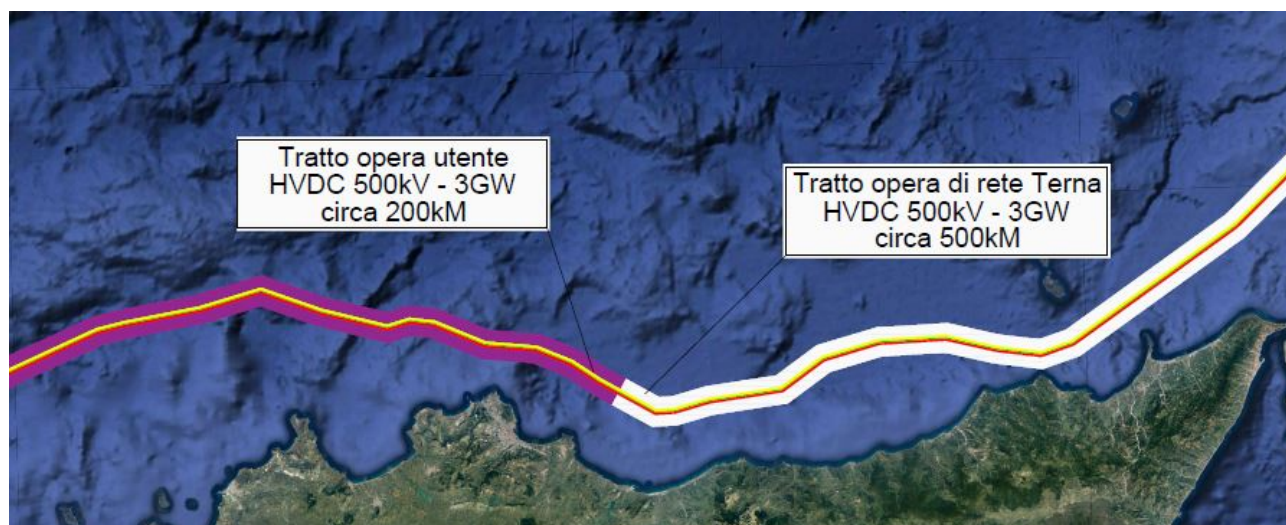 Tratto opera utente
HVDC 500kV - 3GW
circa 200kM
Tratto opera di rete Terna
HVDC 500kV - 3GW
circa 500kM